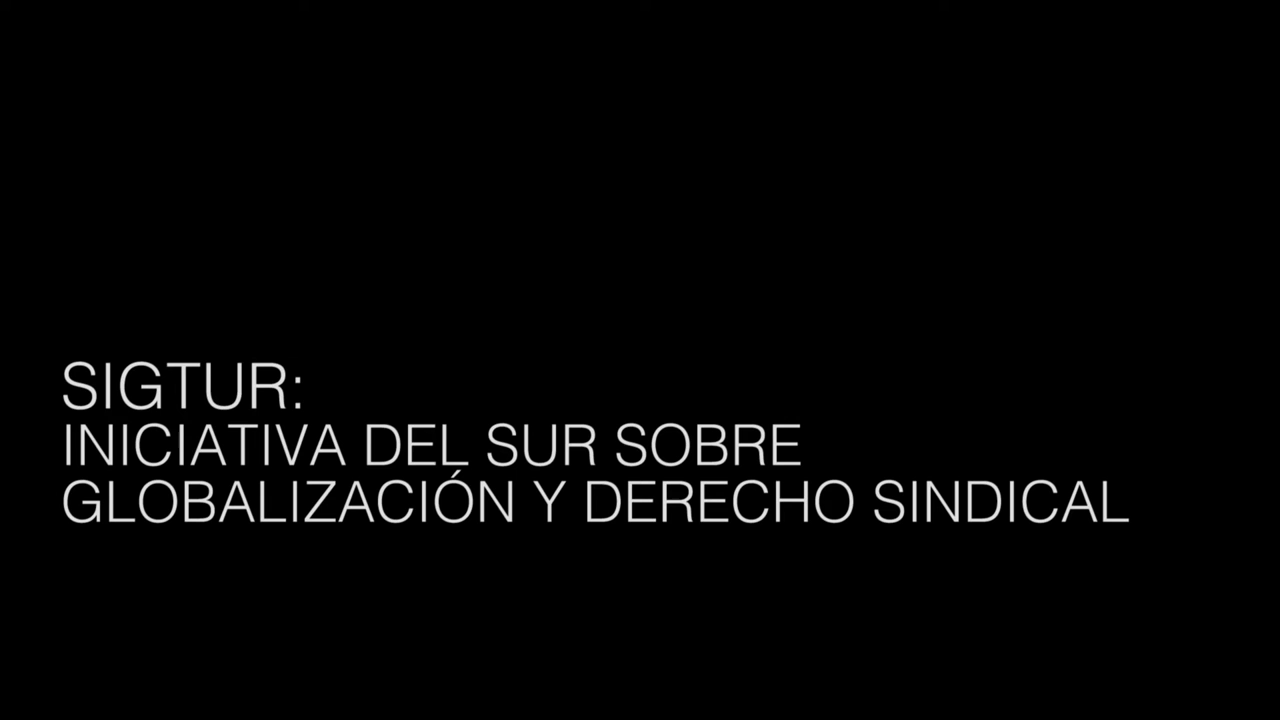 SIGTUR:
INICIATIVA DEL SUR SOBRE
GLOBALIZACIÓN Y DERECHO SINDICAL